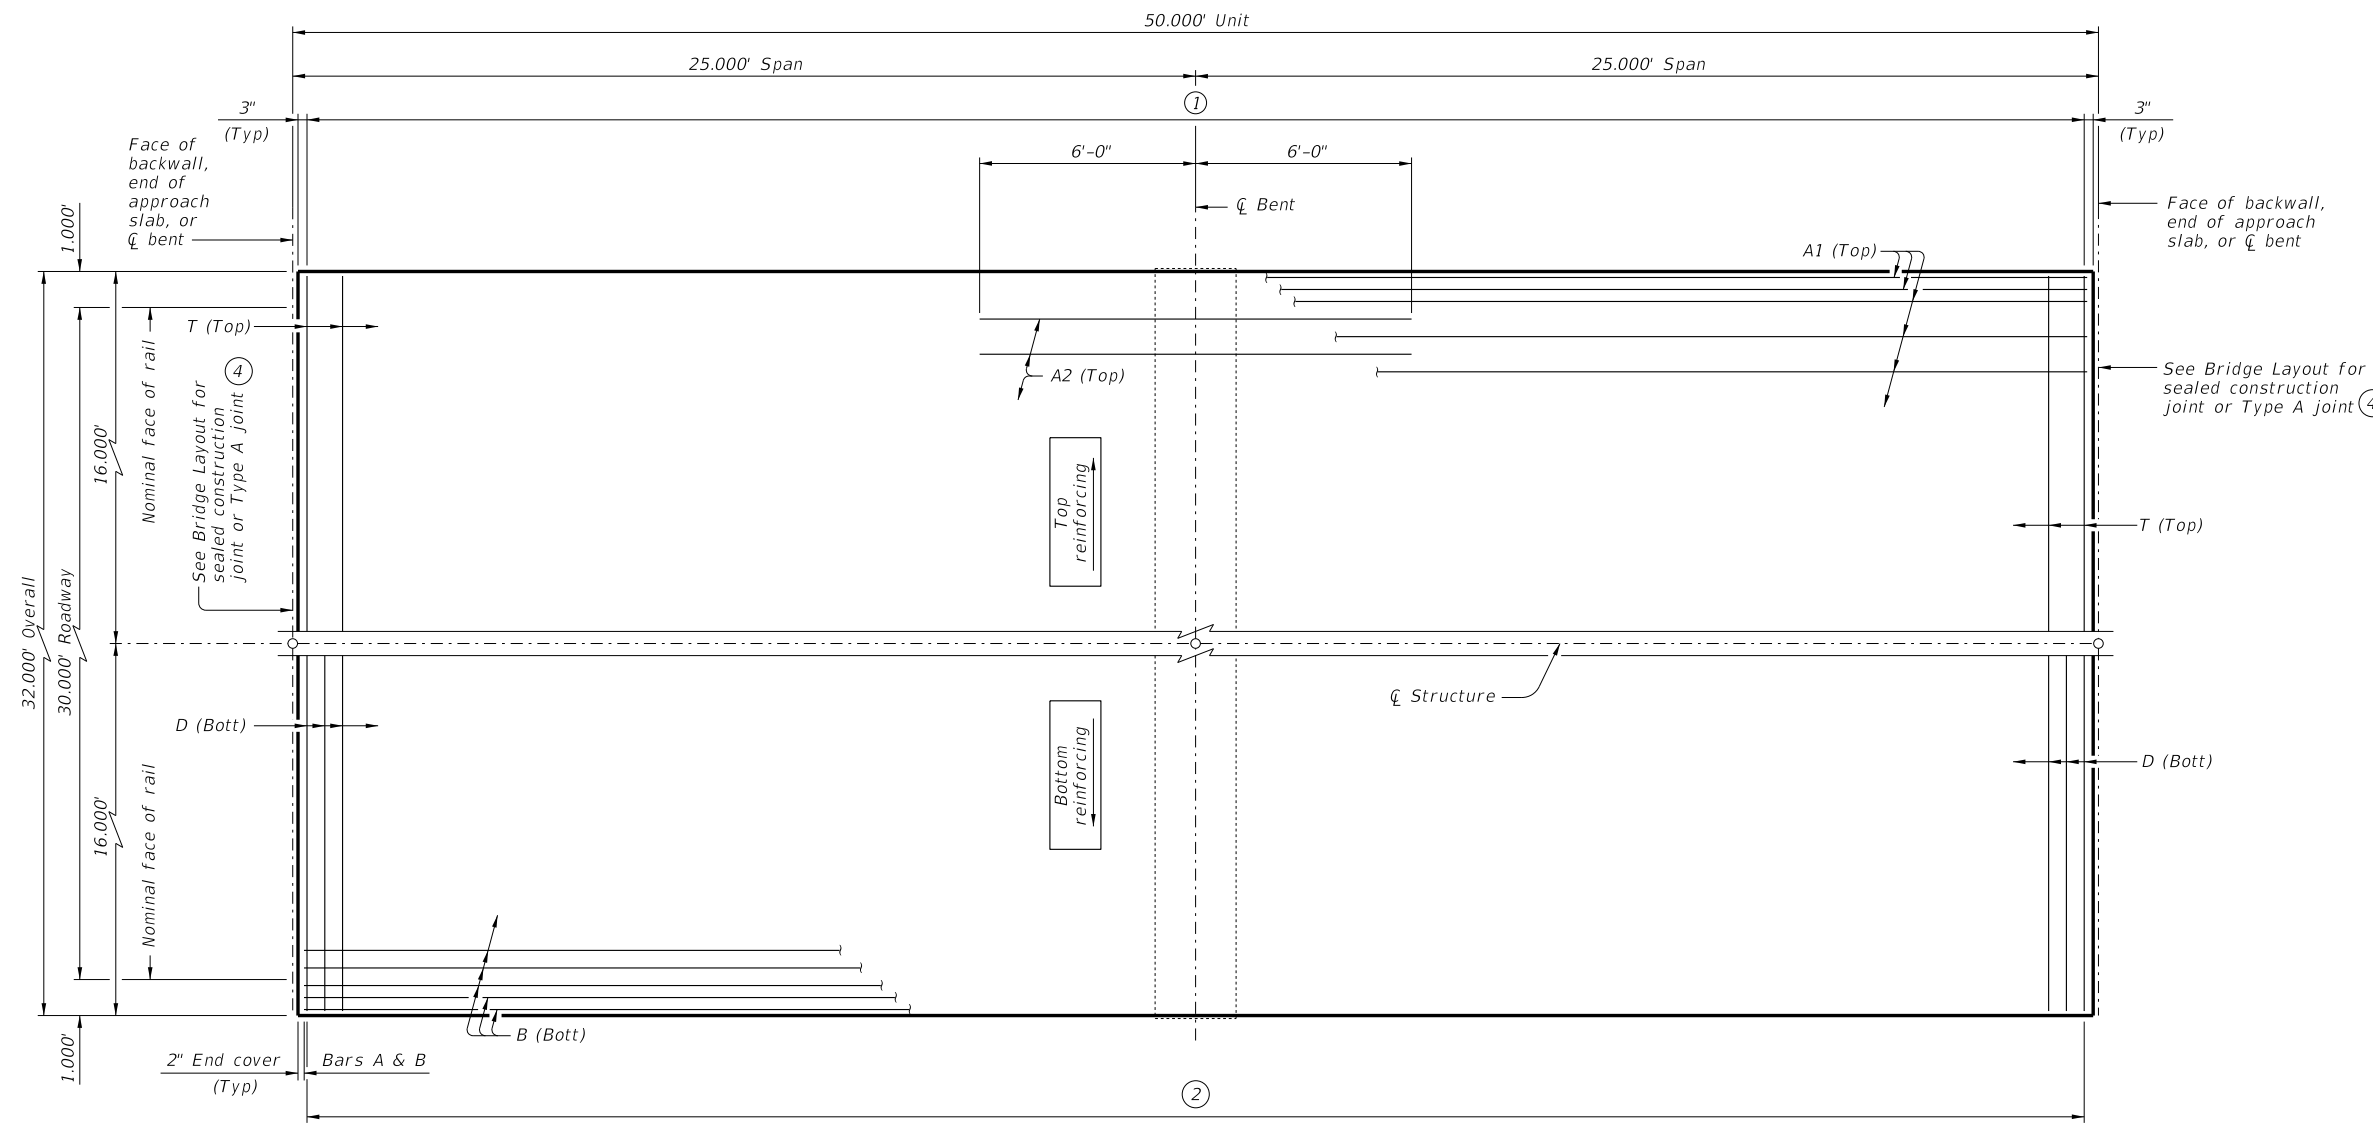 50.000' Unit
25.000' Span
25.000' Span
1
3"
(Typ)
3"
(Typ)
6'-0"
6'-0"
℄ Bent
Face of
backwall,
end of
approach
slab, or
℄ bent
Face of backwall,
end of approach
slab, or ℄ bent
1.000'
A1 (Top)
T (Top)
A2 (Top)
4
See Bridge Layout for
sealed construction
joint or Type A joint
See Bridge Layout for
sealed construction
joint or Type A joint 4
Nominal face of rail
16.000'
Top
reinforcing
T (Top)
32.000' Overall
30.000' Roadway
℄ Structure
D (Bott)
D (Bott)
Bottom
reinforcing
16.000'
Nominal face of rail
B (Bott)
1.000'
2" End cover
(Typ)
Bars A & B
2